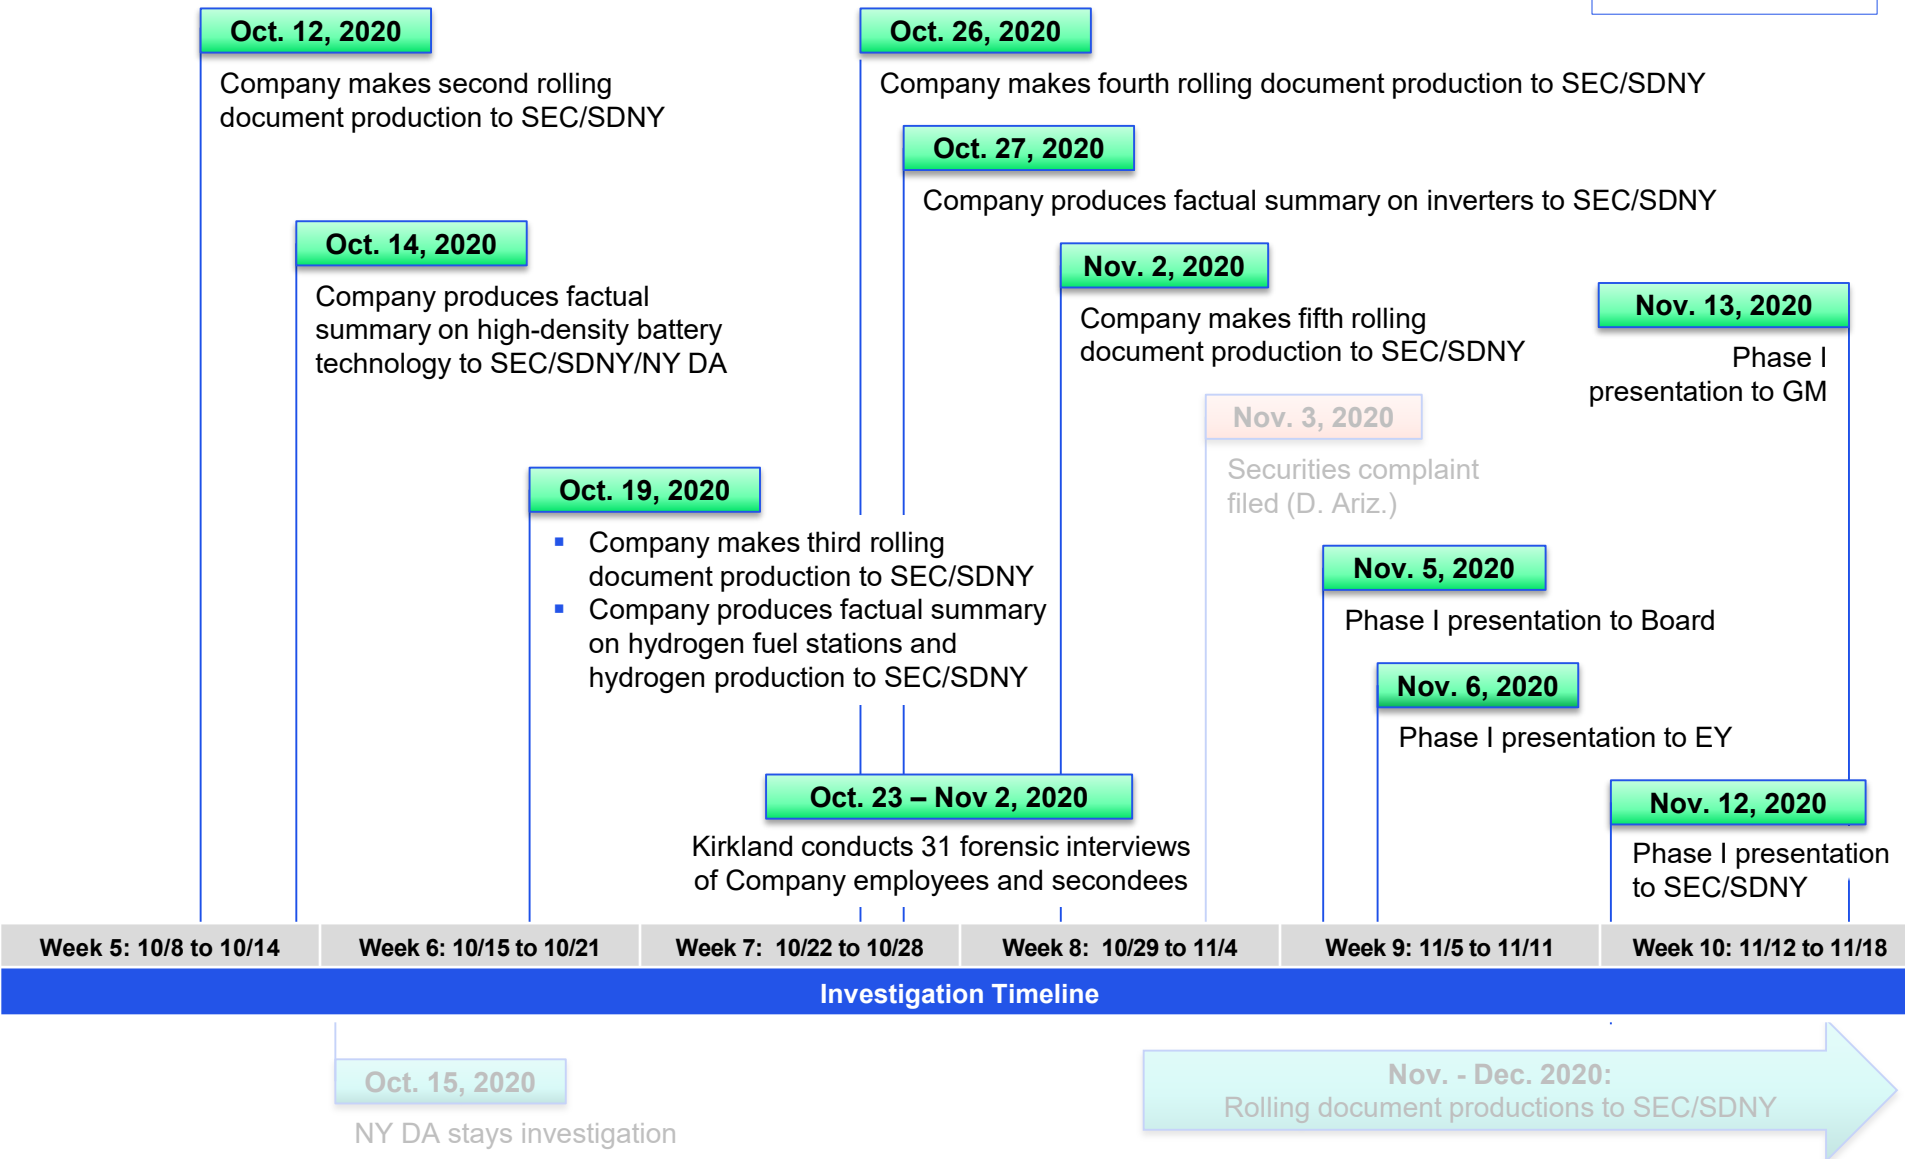 Oct. 12, 2020
Company makes second rolling
document production to SEC/SDNY
Oct. 26, 2020
Company makes fourth rolling document production to SEC/SDNY
Oct. 27, 2020
Company produces factual summary on inverters to SEC/SDNY
Oct. 14, 2020
Company produces factual
summary on high-density battery
technology to SEC/SDNY/NY DA
Nov. 2, 2020
Company makes fifth rolling
document production to SEC/SDNY
Nov. 13, 2020
Phase I
presentation to GM
Nov. 3, 2020
Securities complaint
filed (D. Ariz.)
Oct. 19, 2020
▪ Company makes third rolling
document production to SEC/SDNY
▪ Company produces factual summary
on hydrogen fuel stations and
hydrogen production to SEC/SDNY
Nov. 5, 2020
Phase I presentation to Board
Nov. 6, 2020
Phase I presentation to EY
Oct. 23 – Nov 2, 2020
Kirkland conducts 31 forensic interviews
of Company employees and secondees
Nov. 12, 2020
Phase I presentation
to SEC/SDNY
Week 5: 10/8 to 10/14
Week 6: 10/15 to 10/21
Week 7: 10/22 to 10/28
Week 8: 10/29 to 11/4
Week 9: 11/5 to 11/11
Week 10: 11/12 to 11/18
Investigation Timeline
Oct. 15, 2020
NY DA stays investigation
Nov. - Dec. 2020:
Rolling document productions to SEC/SDNY